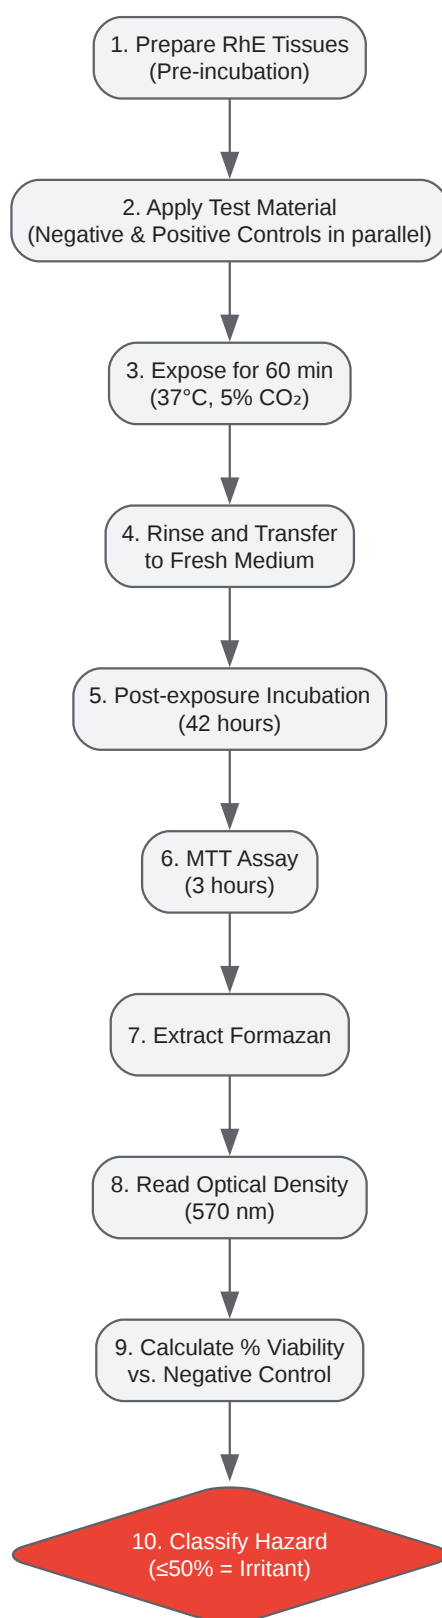 1. Prepare RhE Tissues
(Pre-incubation)
2. Apply Test Material
(Negative & Positive Controls in parallel)
3. Expose for 60 min
(37°C, 5% CO₂)
4. Rinse and Transfer
to Fresh Medium
5. Post-exposure Incubation
(42 hours)
6. MTT Assay
(3 hours)
7. Extract Formazan
8. Read Optical Density
(570 nm)
9. Calculate % Viability
vs. Negative Control
10. Classify Hazard
(≤50% = Irritant)